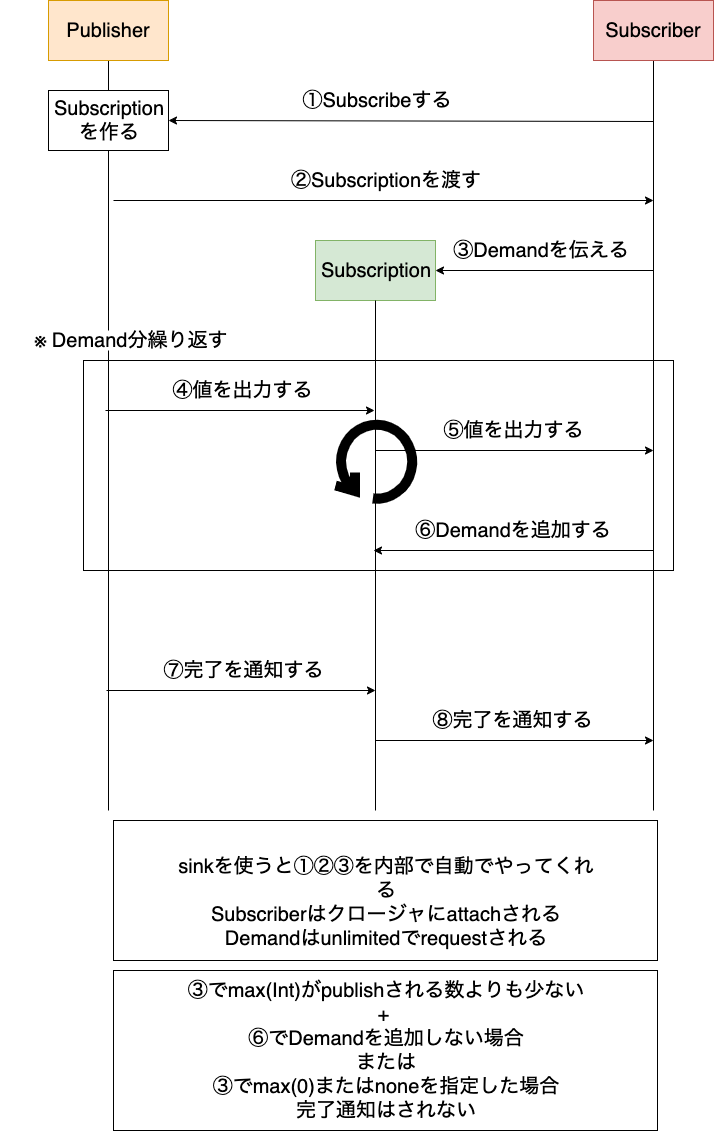 Publisher
Subscriber
Subscription
を作る
①Subscribeする
②Subscriptionを渡す
③Demandを伝える
Subscription
※ Demand分繰り返す
④値を出力する
⑤値を出力する
⑥Demandを追加する
⑦完了を通知する
⑧完了を通知する
sinkを使うと①②③を内部で自動でやってくれ
る
Subscriberはクロージャにattachされる
Demandはunlimitedでrequestされる
③でmax(Int)がpublishされる数よりも少ない
+
⑥でDemandを追加しない場合
または
③でmax(0)またはnoneを指定した場合
完了通知はされない